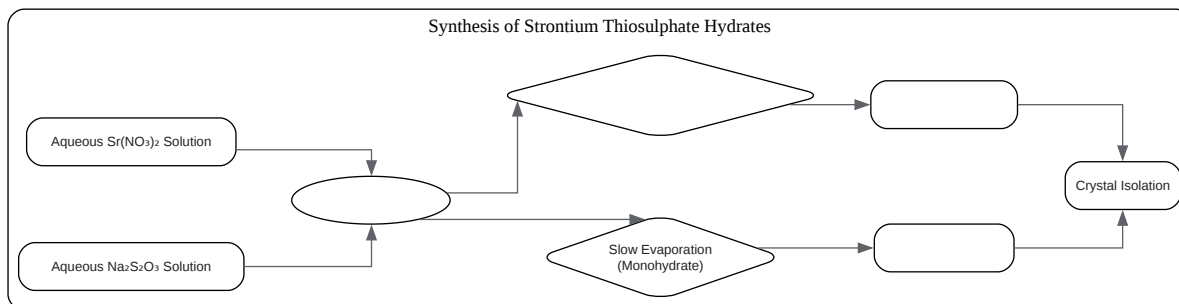 Synthesis of Strontium Thiosulphate Hydrates
Aqueous Sr(NO₃)₂ Solution
Aqueous Na₂S₂O₃ Solution
Slow Evaporation
(Monohydrate)
Crystal Isolation